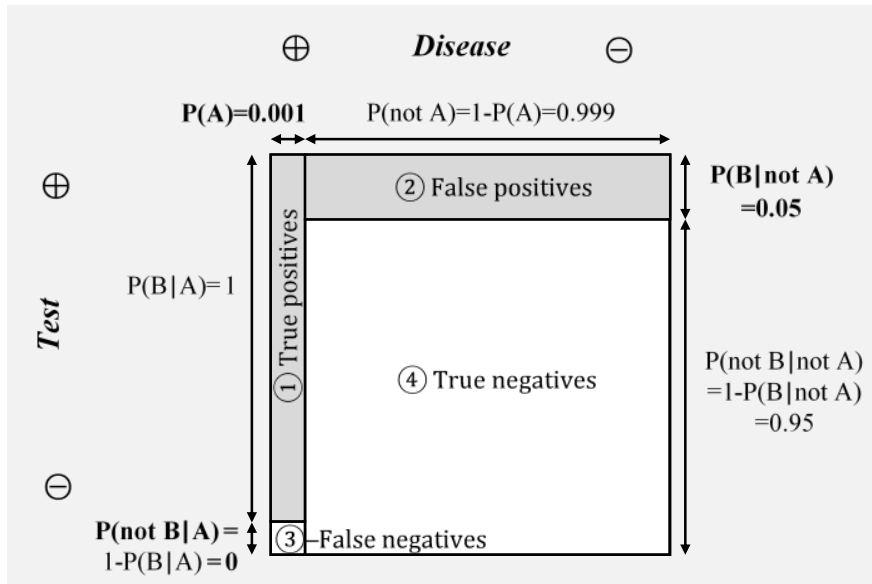 ⊕ Disease ⊖
P(A)=0.001 P(not A)=1-P(A)=0.999
⊕
② False positives
P(B|not A)
=0.05
P(B|A)=1
Test
① True positives
④ True negatives
P(not B|not A)
=1-P(B|not A)
=0.95
⊖
P(not B|A)=
1-P(B|A)=0
③ False negatives